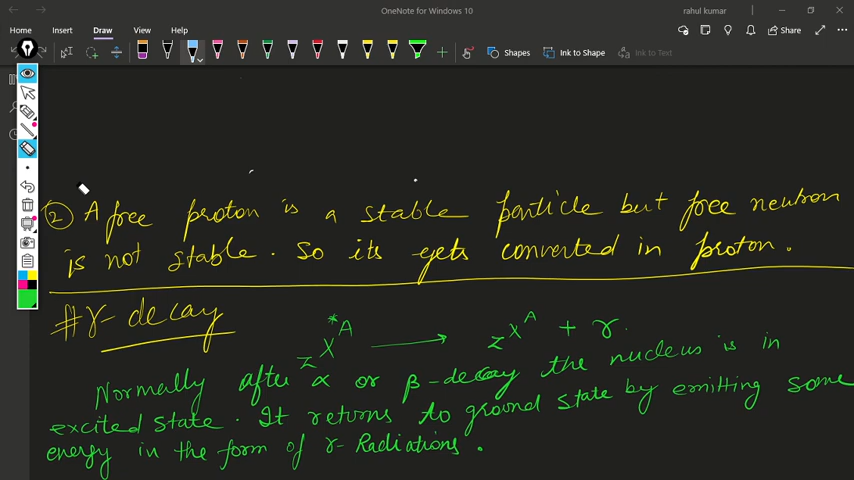 OneNote for Windows 10
rahul kumar
Home Insert Draw View Help
Share
Shapes Ink to Shape Ink to Text
② A free proton is a stable particle but free neutron
is not stable. So its gets converted in proton.
#γ-decay
zX*A ⟶ zXA + γ.
Normally after α or β-decay the nucleus is in
excited state. It returns to ground state by emitting some
energy in the form of γ-Radiations.